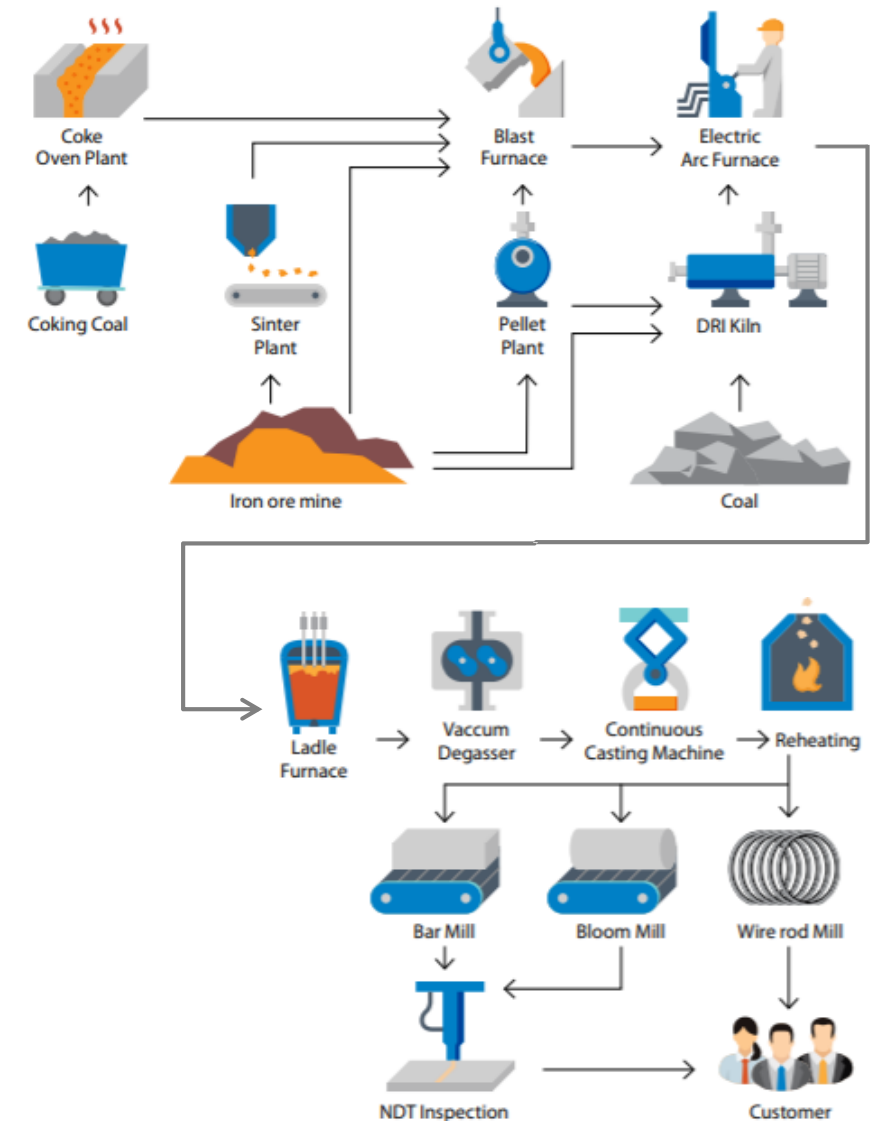 Coke
Oven Plant
Blast
Furnace
Electric
Arc Furnace
Coking Coal
Sinter
Plant
Pellet
Plant
DRI Kiln
Iron ore mine
Coal
Ladle
Furnace
Vaccum
Degasser
Continuous
Casting Machine
Reheating
Bar Mill
Bloom Mill
Wire rod Mill
NDT Inspection
Customer